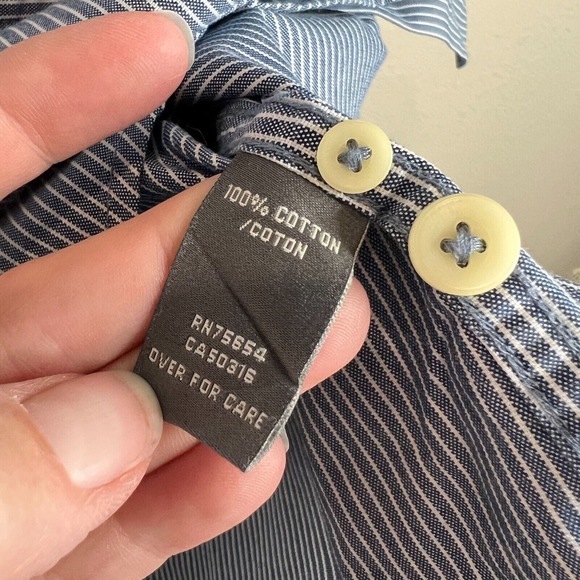 100% COTTON
/COTON
RN75654
CA50316
OVER FOR CARE